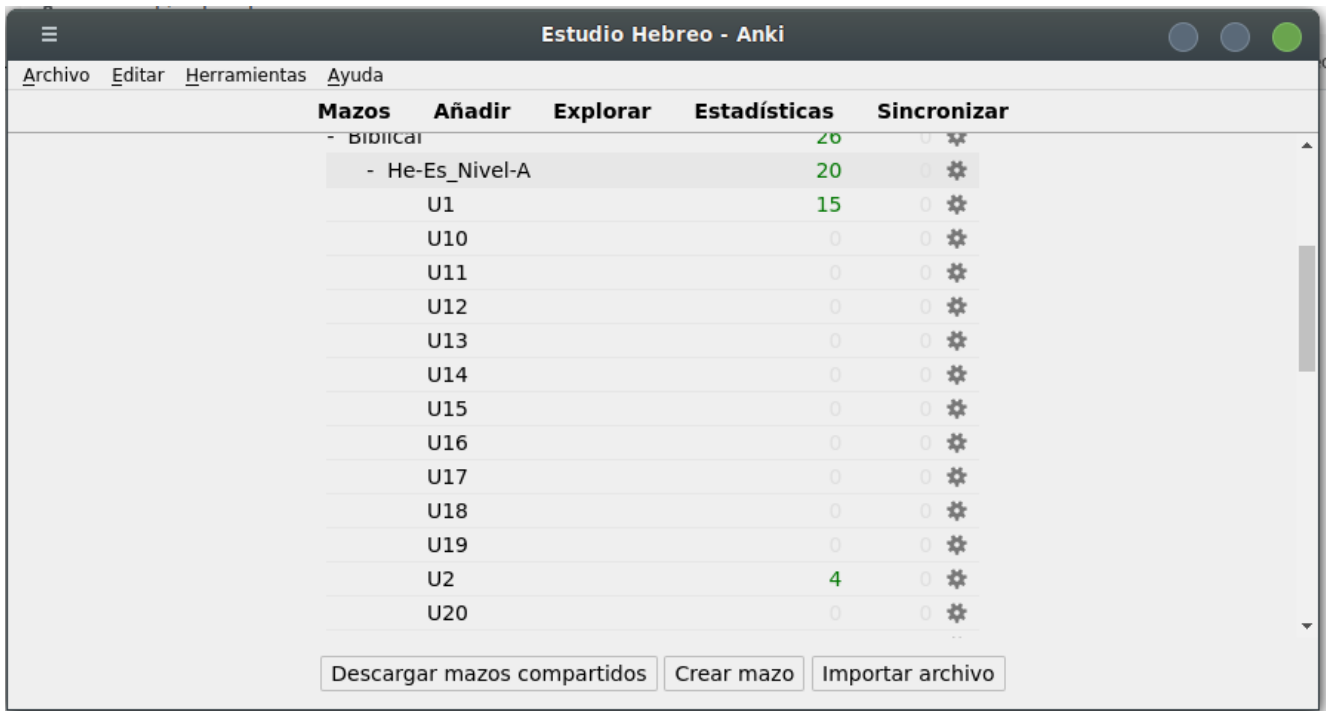 Estudio Hebreo - Anki
Archivo Editar Herramientas Ayuda
Mazos Añadir Explorar Estadísticas Sincronizar
- Biblical 26 0
- He-Es_Nivel-A 20 0
U1 15 0
U10 0 0
U11 0 0
U12 0 0
U13 0 0
U14 0 0
U15 0 0
U16 0 0
U17 0 0
U18 0 0
U19 0 0
U2 4 0
U20 0 0
Descargar mazos compartidos Crear mazo Importar archivo